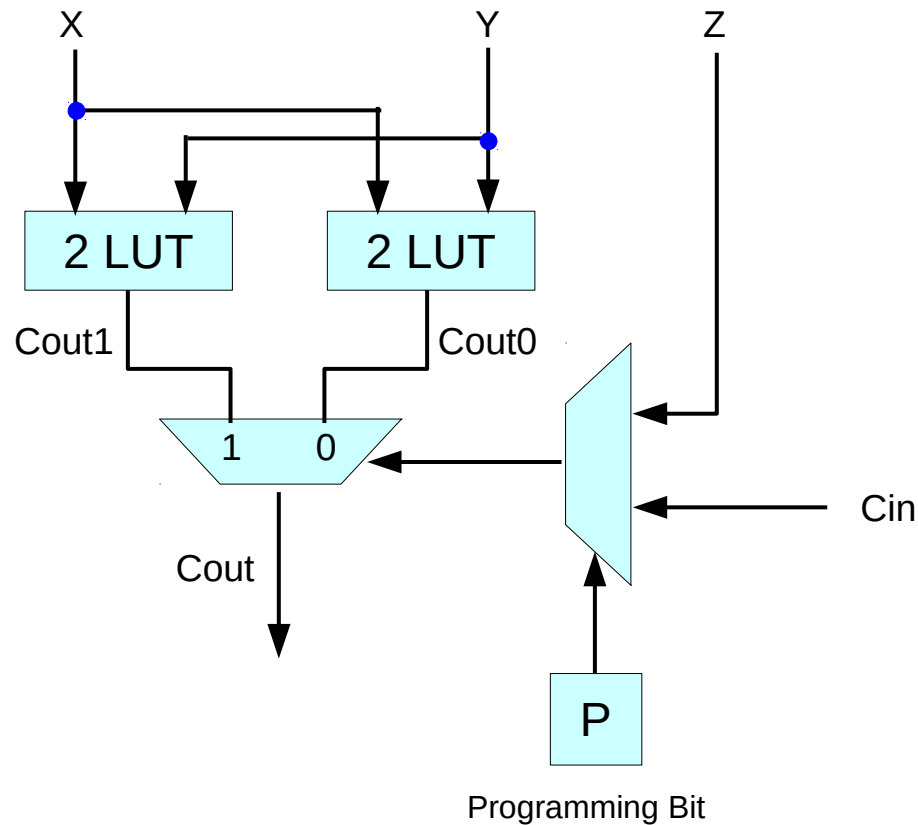 X
Y
Z
2 LUT
2 LUT
Cout1
Cout0
1
0
Cin
Cout
P
Programming Bit